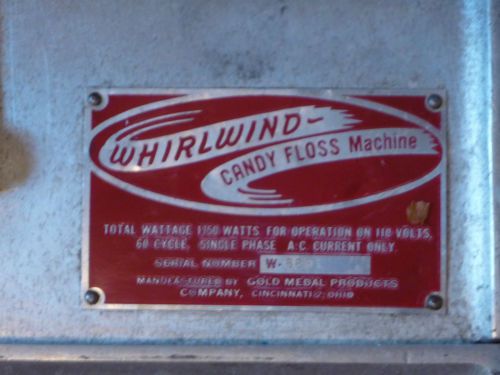 WHIRLWIND-
CANDY FLOSS Machine
TOTAL WATTAGE 1150 WATTS FOR OPERATION ON 110 VOLTS,
60 CYCLE, SINGLE PHASE A.C. CURRENT ONLY.
SERIAL NUMBER
MANUFACTURED BY GOLD MEDAL PRODUCTS
COMPANY, CINCINNATI 2, OHIO